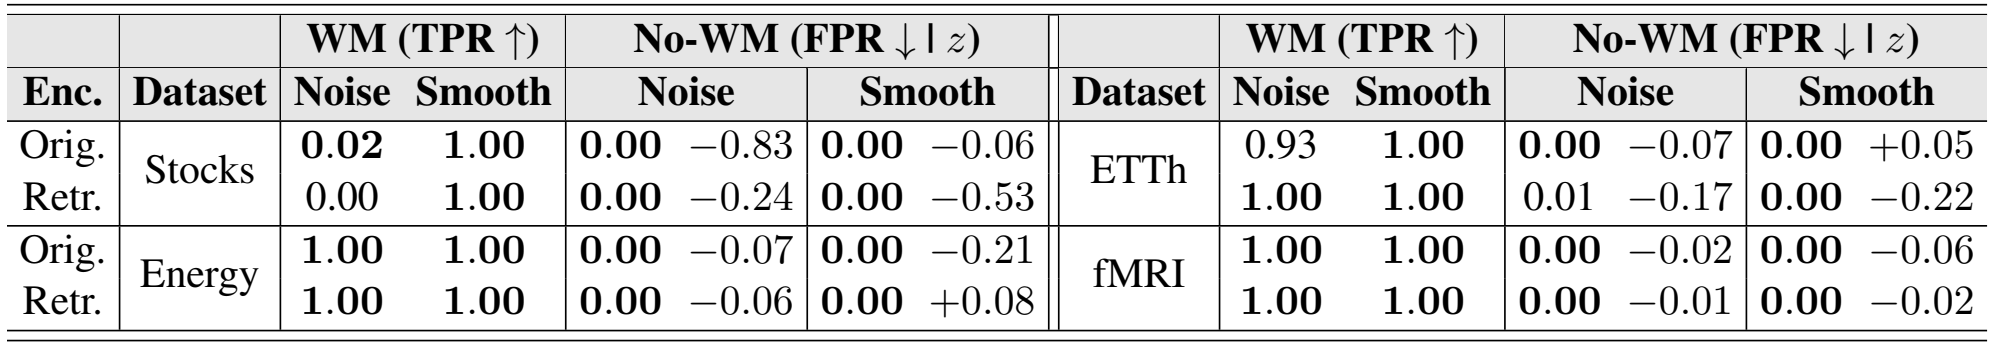 WM (TPR ↑) No-WM (FPR ↓ | z) WM (TPR ↑) No-WM (FPR ↓ | z)
Enc. Dataset Noise Smooth Noise Smooth Dataset Noise Smooth Noise Smooth
Orig. Stocks 0.02 1.00 0.00 −0.83 0.00 −0.06 ETTh 0.93 1.00 0.00 −0.07 0.00 +0.05
Retr. 0.00 1.00 0.00 −0.24 0.00 −0.53 1.00 1.00 0.01 −0.17 0.00 −0.22
Orig. Energy 1.00 1.00 0.00 −0.07 0.00 −0.21 fMRI 1.00 1.00 0.00 −0.02 0.00 −0.06
Retr. 1.00 1.00 0.00 −0.06 0.00 +0.08 1.00 1.00 0.00 −0.01 0.00 −0.02